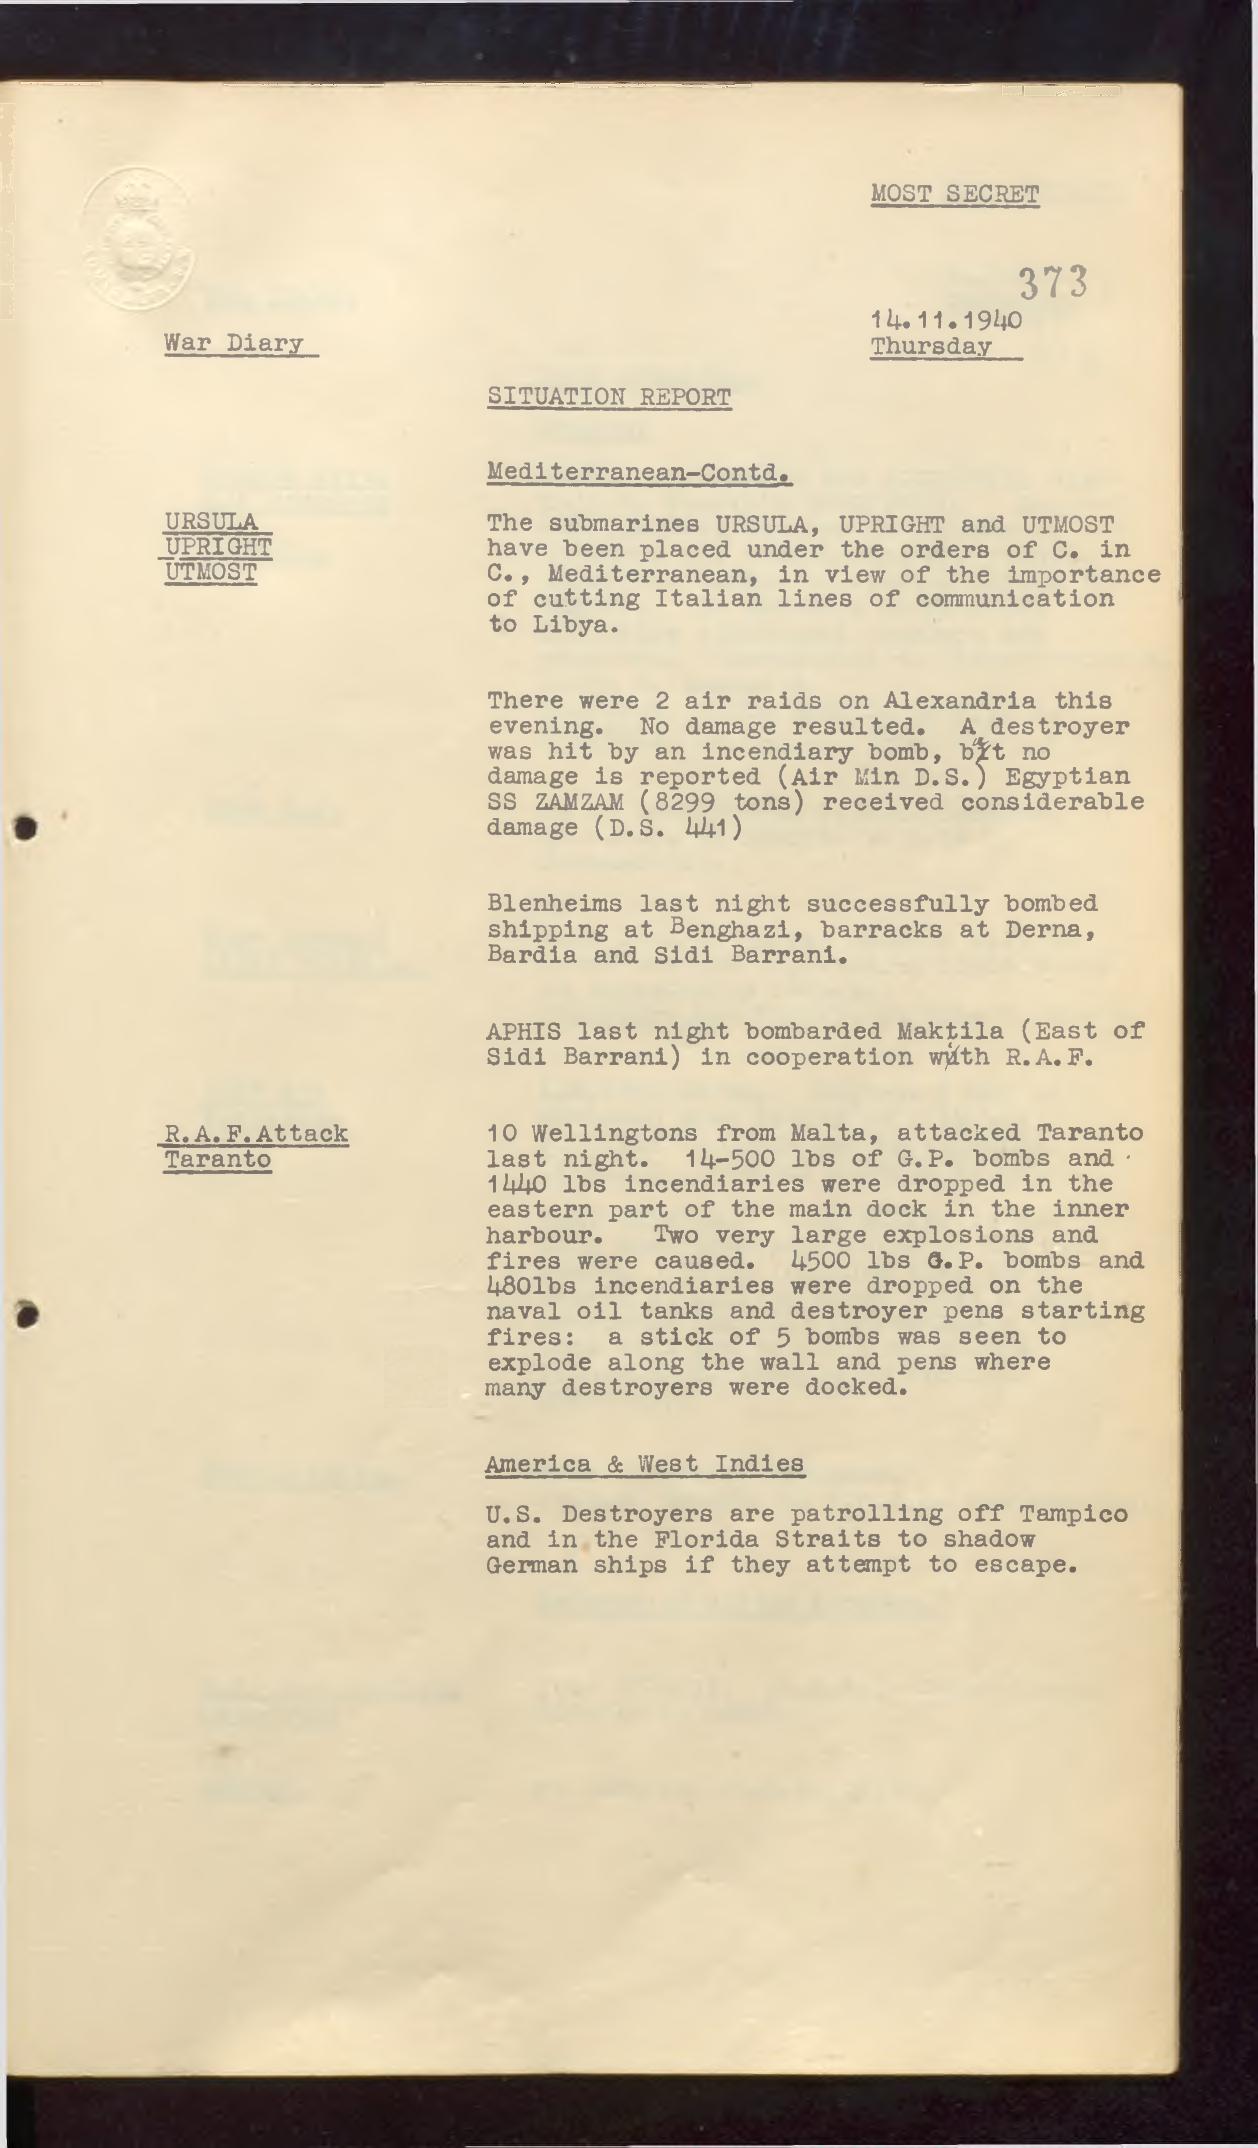 MOST SECRET
373
14.11.1940
War Diary
Thursday
SITUATION REPORT
Mediterranean-Contd.
URSULA
UPRIGHT
UTMOST
The submarines URSULA, UPRIGHT and UTMOST
have been placed under the orders of C. in
C., Mediterranean, in view of the importance
of cutting Italian lines of communication
to Libya.
There were 2 air raids on Alexandria this
evening. No damage resulted. A destroyer
was hit by an incendiary bomb, but no
damage is reported (Air Min D.S.) Egyptian
SS ZAMZAM (8299 tons) received considerable
damage (D.S. 441)
Blenheims last night successfully bombed
shipping at Benghazi, barracks at Derna,
Bardia and Sidi Barrani.
APHIS last night bombarded Maktila (East of
Sidi Barrani) in cooperation with R.A.F.
R.A.F.Attack
Taranto
10 Wellingtons from Malta, attacked Taranto
last night. 14-500 lbs of G.P. bombs and
1440 lbs incendiaries were dropped in the
eastern part of the main dock in the inner
harbour. Two very large explosions and
fires were caused. 4500 lbs G.P. bombs and
480lbs incendiaries were dropped on the
naval oil tanks and destroyer pens starting
fires: a stick of 5 bombs was seen to
explode along the wall and pens where
many destroyers were docked.
America & West Indies
U.S. Destroyers are patrolling off Tampico
and in the Florida Straits to shadow
German ships if they attempt to escape.